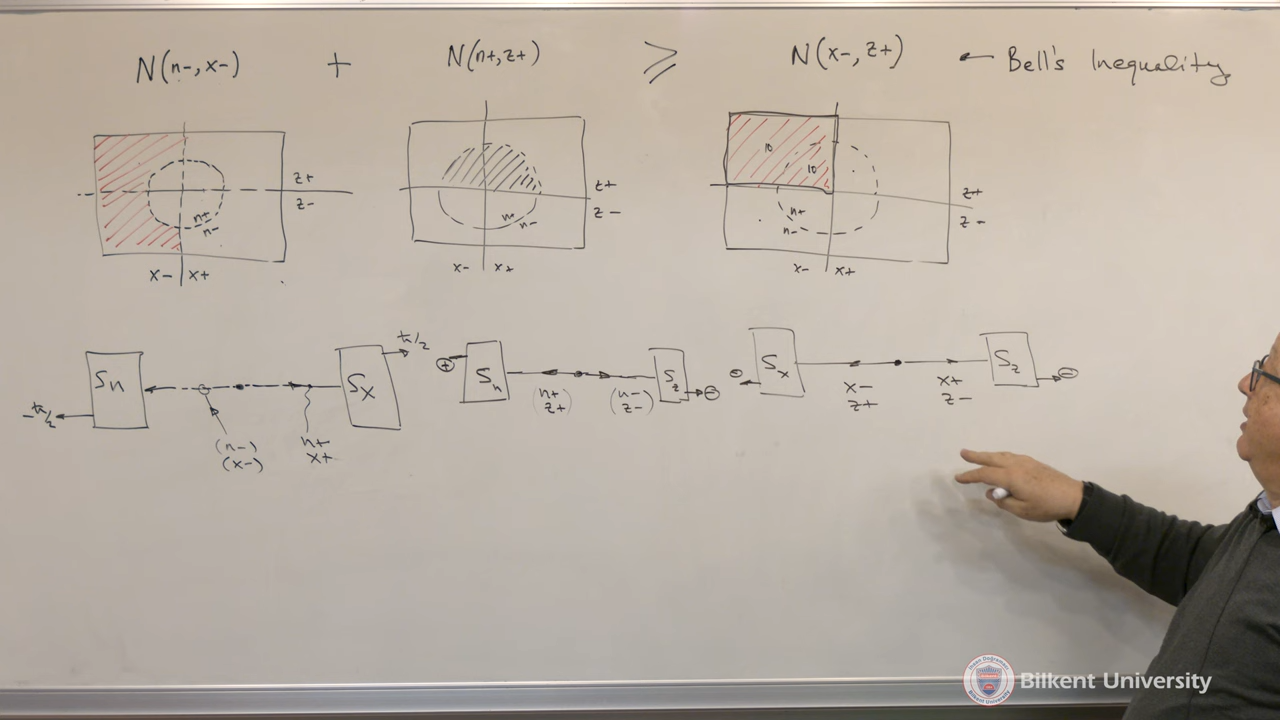 N(n-,x-) + N(n+,z+) ≥ N(x-,z+) ← Bell's Inequality
z+
z-
n+
n-
x- x+
z+
z-
n+
n-
x- x+
10
10
z+
z-
n+
n-
x- x+
Sn
-ħ/2
(n-)
(x-)
n+
x+
Sx
ħ/2
+
Sn
(n+
z+)
(n-
z-)
Sz
-
-
Sx
x-
z+
x+
z-
Sz
-
Bilkent University